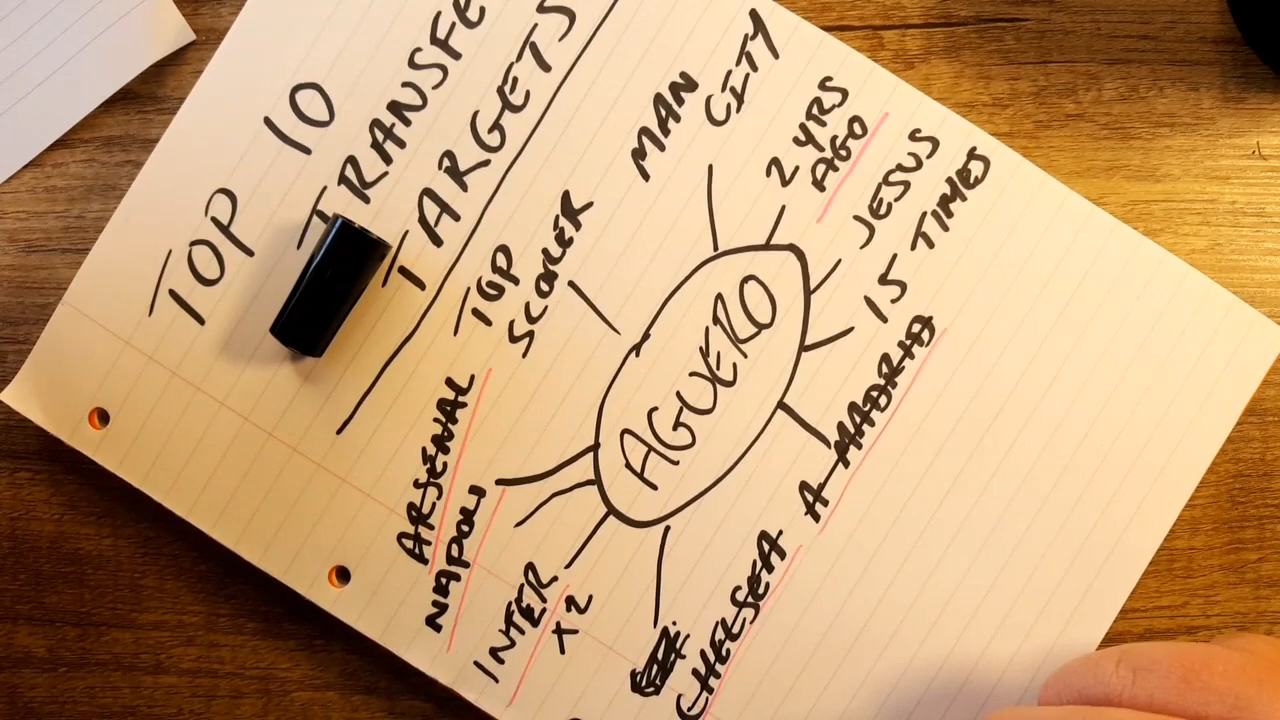 TOP 10
TRANSFE
TARGETS
TOP
SCORER
MAN
CITY
2 YRS
AGO
JESUS
15 TIMES
A MADRID
AGUERO
ARSENAL
NAPOLI
INTER
X2
CHELSEA